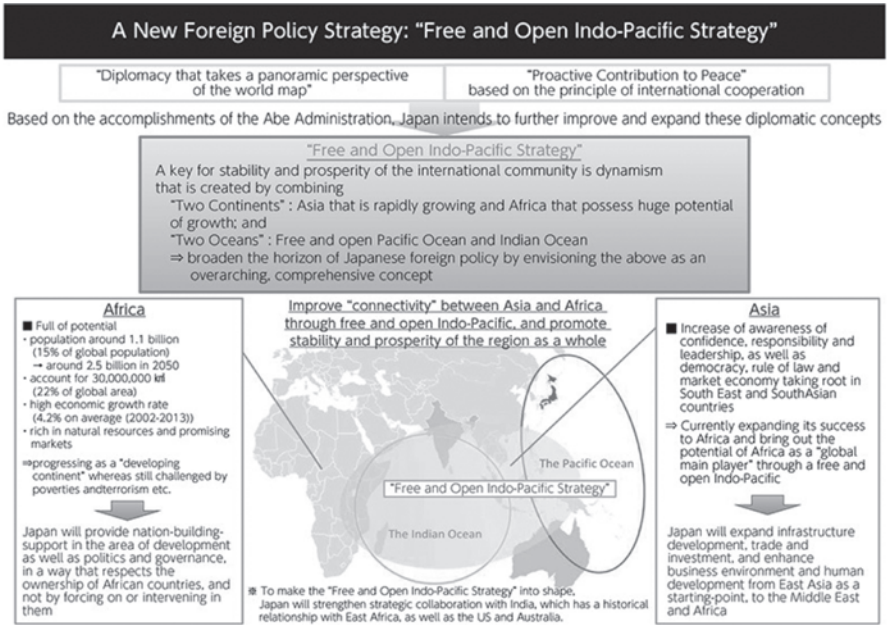 A New Foreign Policy Strategy: “Free and Open Indo-Pacific Strategy”
“Diplomacy that takes a panoramic perspective
of the world map”
“Proactive Contribution to Peace”
based on the principle of international cooperation
Based on the accomplishments of the Abe Administration, Japan intends to further improve and expand these diplomatic concepts
“Free and Open Indo-Pacific Strategy”
A key for stability and prosperity of the international community is dynamism
that is created by combining
“Two Continents” : Asia that is rapidly growing and Africa that possess huge potential
of growth; and
“Two Oceans” : Free and open Pacific Ocean and Indian Ocean
⇒ broaden the horizon of Japanese foreign policy by envisioning the above as an
overarching, comprehensive concept
Africa
■ Full of potential
・population around 1.1 billion
(15% of global population)
→ around 2.5 billion in 2050
・account for 30,000,000 ㎢
(22% of global area)
・high economic growth rate
(4.2% on average (2002-2013))
・rich in natural resources and promising
markets
⇒progressing as a “developing
continent” whereas still challenged by
poverties andterrorism etc.
Japan will provide nation-building-
support in the area of development
as well as politics and governance,
in a way that respects the
ownership of African countries, and
not by forcing on or intervening in
them
Improve “connectivity” between Asia and Africa
through free and open Indo-Pacific, and promote
stability and prosperity of the region as a whole
The Pacific Ocean
“Free and Open Indo-Pacific Strategy”
The Indian Ocean
※ To make the “Free and Open Indo-Pacific Strategy” into shape,
Japan will strengthen strategic collaboration with India, which has a historical
relationship with East Africa, as well as the US and Australia.
Asia
■ Increase of awareness of
confidence, responsibility and
leadership, as well as
democracy, rule of law and
market economy taking root in
South East and SouthAsian
countries
⇒ Currently expanding its success
to Africa and bring out the
potential of Africa as a “global
main player” through a free and
open Indo-Pacific
Japan will expand infrastructure
development, trade and
investment, and enhance
business environment and human
development from East Asia as a
starting-point, to the Middle East
and Africa